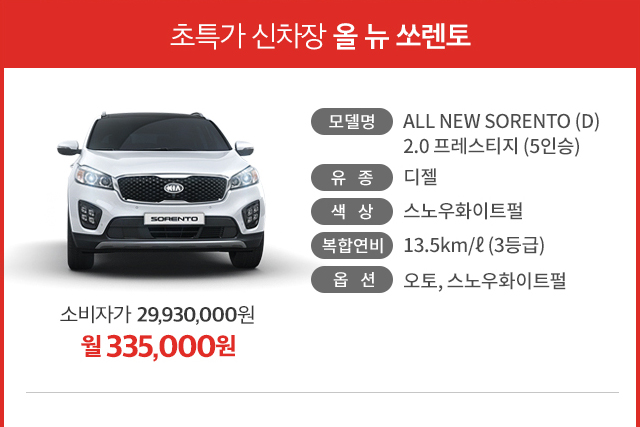 초특가 신차장 올 뉴 쏘렌토
모델명 ALL NEW SORENTO (D)
2.0 프레스티지 (5인승)
유 종 디젤
색 상 스노우화이트펄
복합연비 13.5km/ℓ (3등급)
옵 션 오토, 스노우화이트펄
KIA
SORENTO
소비자가 29,930,000원
월 335,000원